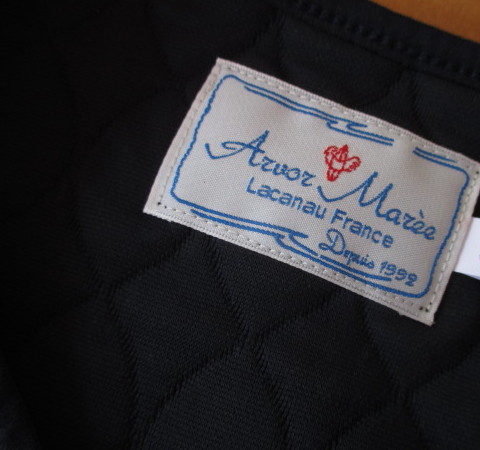 Arvor Marèe
Lacanau France
Depuis 1992